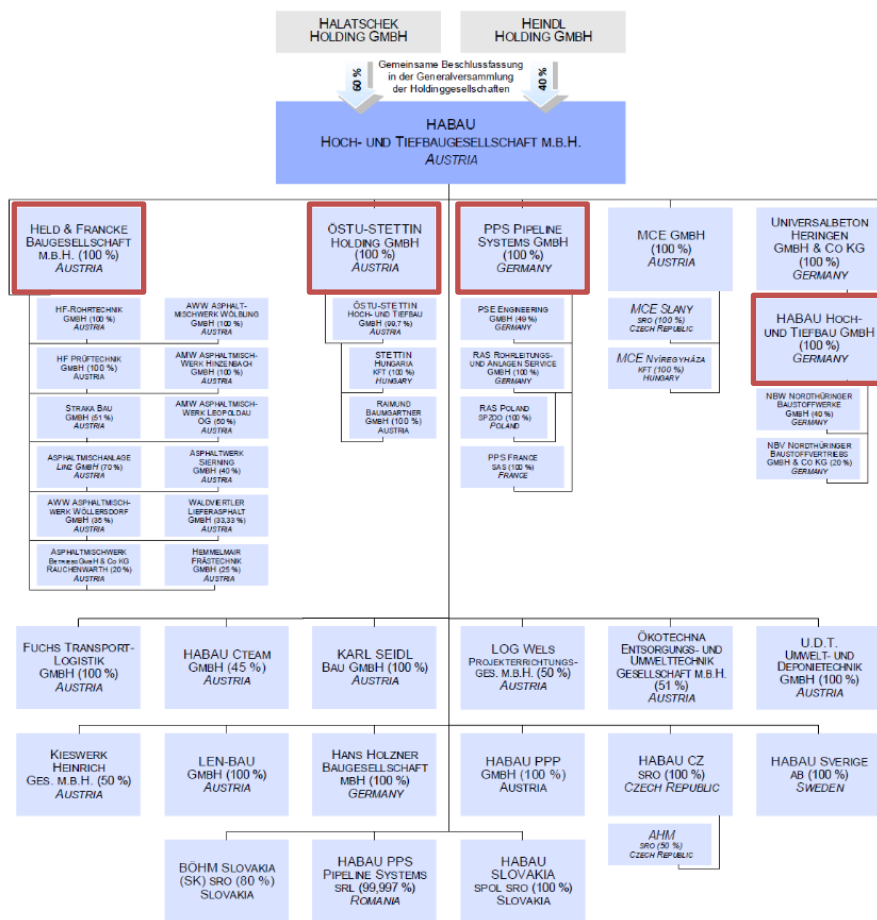 HALATSCHEK
HOLDING GMBH
HEINDL
HOLDING GMBH
60 %
Gemeinsame Beschlussfassung
in der Generalversammlung
der Holdinggesellschaften
40 %
HABAU
HOCH- UND TIEFBAUGESELLSCHAFT M.B.H.
AUSTRIA
HELD & FRANCKE
BAUGESELLSCHAFT
M.B.H. (100 %)
AUSTRIA
ÖSTU-STETTIN
HOLDING GMBH
(100 %)
AUSTRIA
PPS PIPELINE
SYSTEMS GMBH
(100 %)
GERMANY
MCE GMBH
(100 %)
AUSTRIA
UNIVERSALBETON
HERINGEN
GMBH & CO KG
(100 %)
GERMANY
HF-ROHRTECHNIK
GMBH (100 %)
AUSTRIA
AWW ASPHALT-
MISCHWERK WÖLBLING
GMBH (100 %)
AUSTRIA
HF PRÜFTECHNIK
GMBH (100 %)
AUSTRIA
AMW ASPHALTMISCH-
WERK HINZENBACH
GMBH (100 %)
AUSTRIA
STRAKA BAU
GMBH (51 %)
AUSTRIA
AMW ASPHALTMISCH-
WERK LEOPOLDAU
OG (50 %)
AUSTRIA
ASPHALTMISCHANLAGE
LINZ GMBH (70 %)
AUSTRIA
ASPHALTWERK
SIERNING
GMBH (40 %)
AUSTRIA
AWW ASPHALTMISCH-
WERK WÖLLERSDORF
GMBH (35 %)
AUSTRIA
WALDVIERTLER
LIEFERASPHALT
GMBH (33,33 %)
AUSTRIA
ASPHALTMISCHWERK
BETRIEBSGMBH & CO KG
RAUCHENWARTH (20 %)
AUSTRIA
HEMMELMAIR
FRÄSTECHNIK
GMBH (25 %)
AUSTRIA
ÖSTU-STETTIN
HOCH- UND TIEFBAU
GMBH (99,7 %)
AUSTRIA
STETTIN
HUNGARIA
KFT (100 %)
HUNGARY
RAIMUND
BAUMGARTNER
GMBH (100 %)
AUSTRIA
PSE ENGINEERING
GMBH (49 %)
GERMANY
RAS ROHRLEITUNGS-
UND ANLAGEN SERVICE
GMBH (100 %)
GERMANY
RAS POLAND
SPZOO (100 %)
POLAND
PPS FRANCE
SAS (100 %)
FRANCE
MCE SLANY
SRO (100 %)
CZECH REPUBLIC
MCE NYÍREGYHÁZA
KFT (100 %)
HUNGARY
HABAU HOCH-
UND TIEFBAU GMBH
(100 %)
GERMANY
NBW NORDTHÜRINGER
BAUSTOFFWERKE
GMBH (40 %)
GERMANY
NBV NORDTHÜRINGER
BAUSTOFFVERTRIEBS
GMBH & CO KG (20 %)
GERMANY
FUCHS TRANSPORT-
LOGISTIK
GMBH (100 %)
AUSTRIA
HABAU CTEAM
GMBH (45 %)
AUSTRIA
KARL SEIDL
BAU GMBH (100 %)
AUSTRIA
LOG WELS
PROJEKTERRICHTUNGS-
GES. M.B.H. (50 %)
AUSTRIA
ÖKOTECHNA
ENTSORGUNGS- UND
UMWELTTECHNIK
GESELLSCHAFT M.B.H.
(51 %)
AUSTRIA
U.D.T.
UMWELT- UND
DEPONIETECHNIK
GMBH (100 %)
AUSTRIA
KIESWERK
HEINRICH
GES. M.B.H. (50 %)
AUSTRIA
LEN-BAU
GMBH (100 %)
AUSTRIA
HANS HOLZNER
BAUGESELLSCHAFT
MBH (100 %)
GERMANY
HABAU PPP
GMBH (100 %)
AUSTRIA
HABAU CZ
SRO (100 %)
CZECH REPUBLIC
HABAU SVERIGE
AB (100 %)
SWEDEN
AHM
SRO (50 %)
CZECH REPUBLIC
BÖHM SLOVAKIA
(SK) SRO (80 %)
SLOVAKIA
HABAU PPS
PIPELINE SYSTEMS
SRL (99,997 %)
ROMANIA
HABAU
SLOVAKIA
SPOL SRO (100 %)
SLOVAKIA